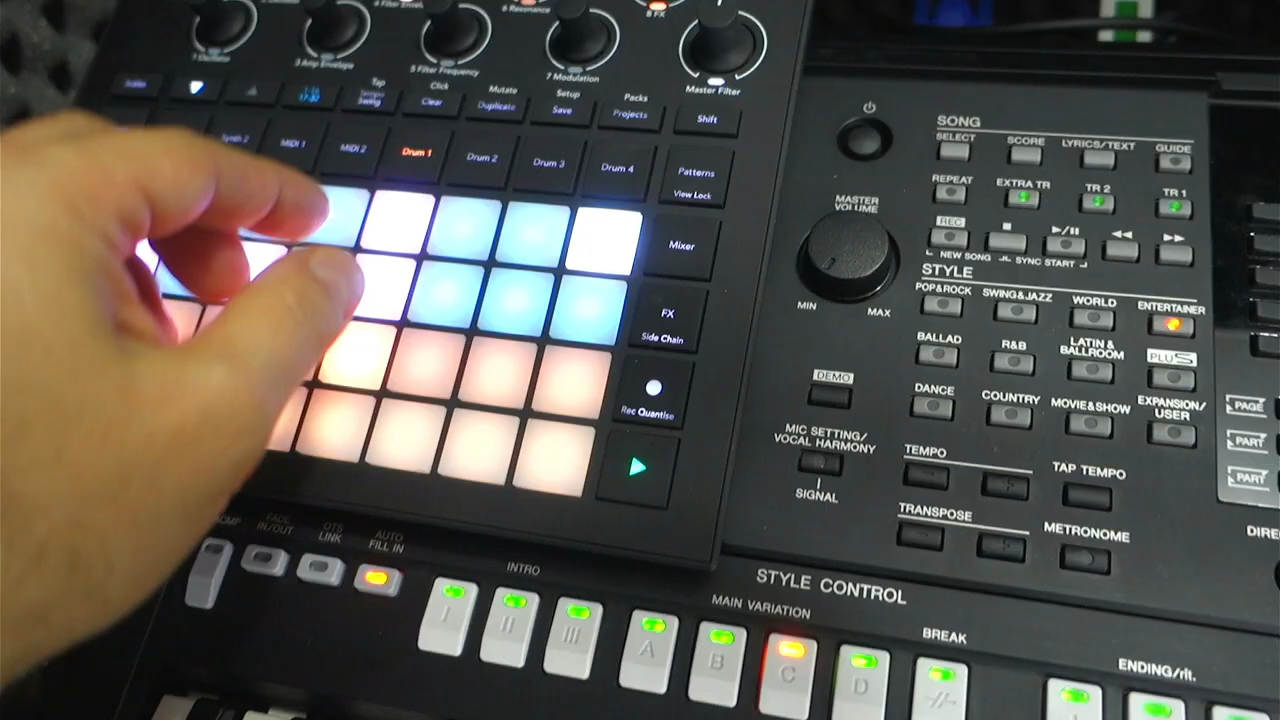 6 Resonance
8 FX
1 Oscillator
3 Amp Envelope
5 Filter Frequency
7 Modulation
Master Filter
Tap
Click
Mutate
Setup
Packs
Tempo
Swing
Clear
Duplicate
Save
Projects
Shift
Synth 2
MIDI 1
MIDI 2
Drum 1
Drum 2
Drum 3
Drum 4
Patterns
View Lock
Mixer
FX
Side Chain
Rec Quantise
SONG
SELECT
SCORE
LYRICS/TEXT
GUIDE
REPEAT
EXTRA TR
TR 2
TR 1
REC
NEW SONG
SYNC START
MASTER
VOLUME
MIN
MAX
STYLE
POP&ROCK
SWING&JAZZ
WORLD
ENTERTAINER
BALLAD
R&B
LATIN &
BALLROOM
PLUS
DANCE
COUNTRY
MOVIE&SHOW
EXPANSION/
USER
DEMO
MIC SETTING/
VOCAL HARMONY
SIGNAL
TEMPO
- +
TAP TEMPO
TRANSPOSE
- +
METRONOME
PAGE
PART
PART
DIRE
ACMP
FADE
IN/OUT
OTS
LINK
AUTO
FILL IN
STYLE CONTROL
INTRO
MAIN VARIATION
BREAK
ENDING/rit.
I
II
III
A
B
C
D
I